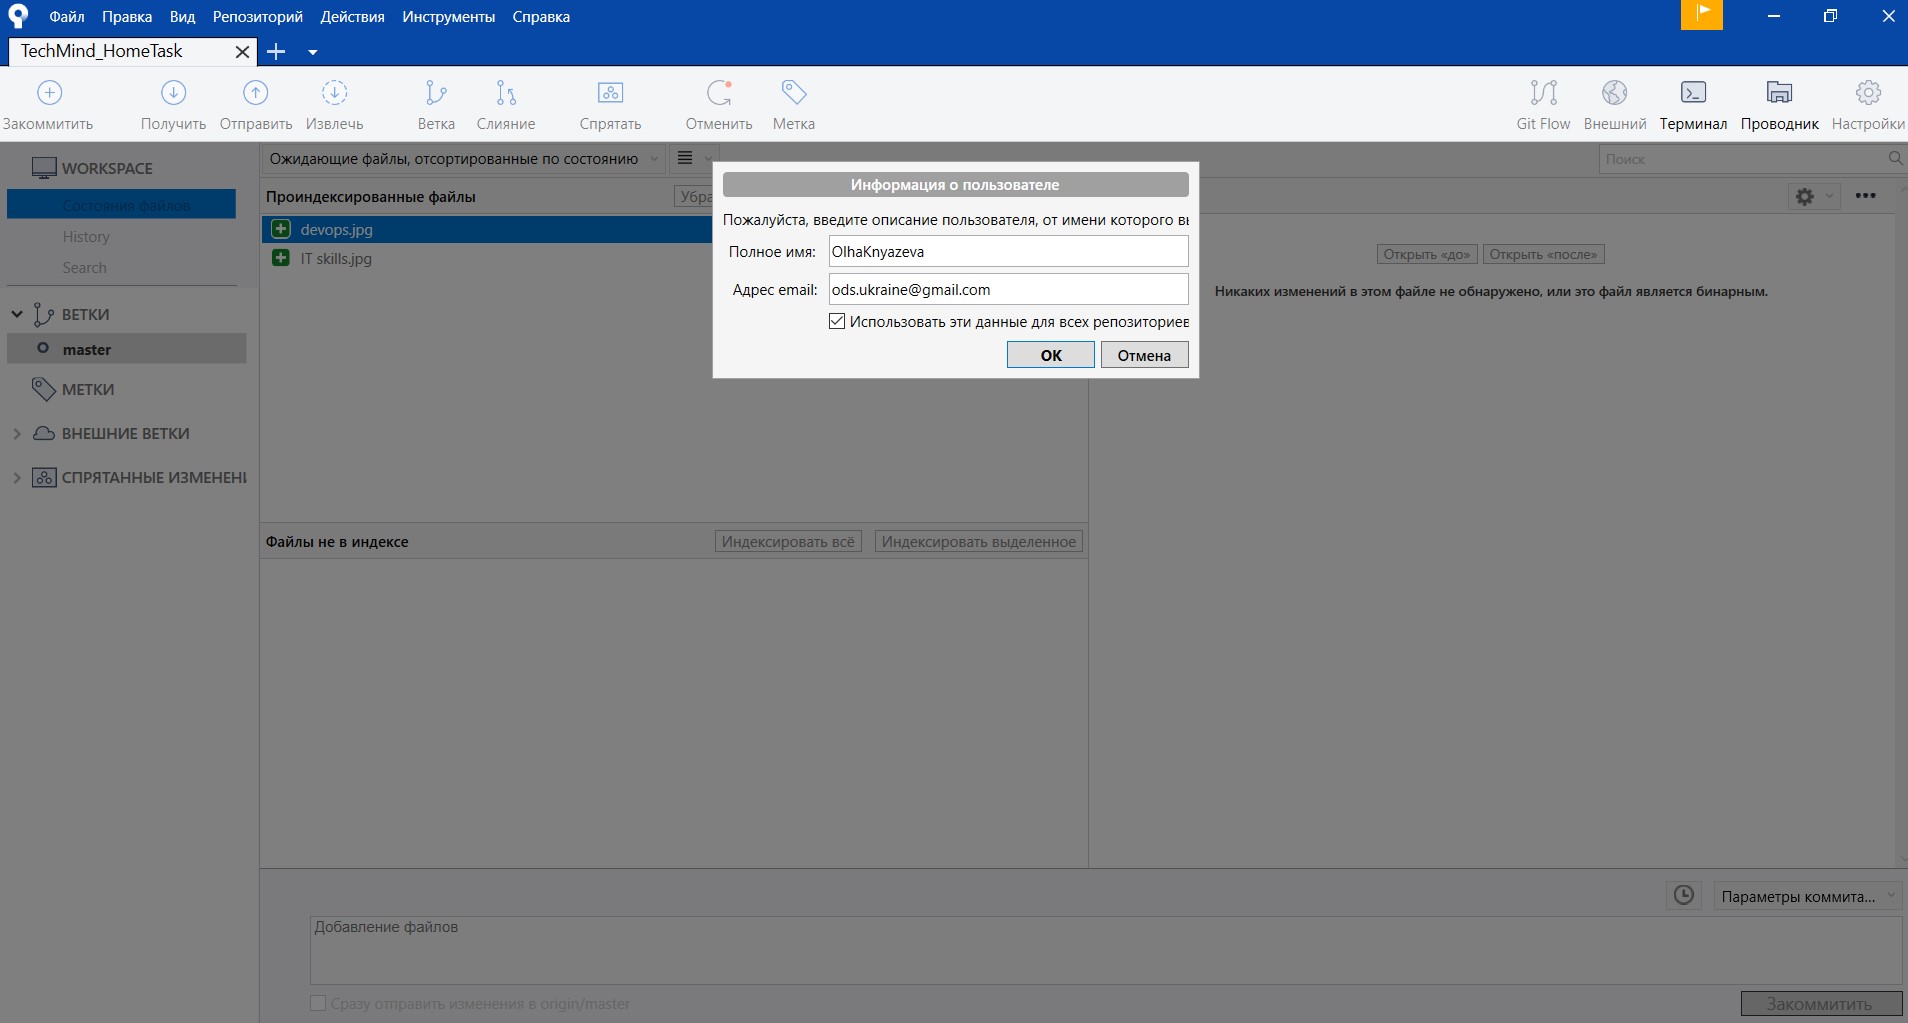 Файл Правка Вид Репозиторий Действия Инструменты Справка
TechMind_HomeTask
Закоммитить Получить Отправить Извлечь Ветка Слияние Спрятать Отменить Метка Git Flow Внешний Терминал Проводник Настройки
WORKSPACE
Состояния файлов
History
Search
ВЕТКИ
master
МЕТКИ
ВНЕШНИЕ ВЕТКИ
СПРЯТАННЫЕ ИЗМЕНЕНИ
Ожидающие файлы, отсортированные по состоянию
Поиск
Проиндексированные файлы Убра
devops.jpg
IT skills.jpg
Информация о пользователе
Пожалуйста, введите описание пользователя, от имени которого вы
Полное имя: OlhaKnyazeva
Адрес email: ods.ukraine@gmail.com
Использовать эти данные для всех репозиториев
OK Отмена
Открыть «до» Открыть «после»
Никаких изменений в этом файле не обнаружено, или это файл является бинарным.
Файлы не в индексе Индексировать всё Индексировать выделенное
Параметры коммита...
Добавление файлов
Сразу отправить изменения в origin/master
Закоммитить